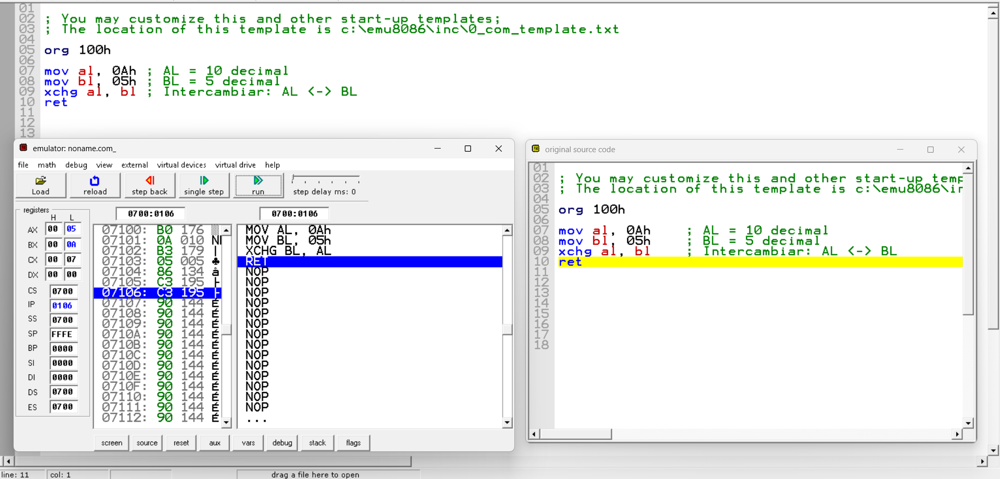 01
02 ; You may customize this and other start-up templates;
03 ; The location of this template is c:\emu8086\inc\0_com_template.txt
04
05 org 100h
06
07 mov al, 0Ah ; AL = 10 decimal
08 mov bl, 05h ; BL = 5 decimal
09 xchg al, bl ; Intercambiar: AL <-> BL
10 ret
11
12
13
emulator: noname.com_
file math debug view external virtual devices virtual drive help
Load reload step back single step run step delay ms: 0
registers
H L
AX 00 05
BX 00 0A
CX 00 07
DX 00 00
CS 0700
IP 0106
SS 0700
SP FFFE
BP 0000
SI 0000
DI 0000
DS 0700
ES 0700
0700:0106
07100: B0 176 ▒
07101: 0A 010 NI
07102: B3 179 |
07103: 05 005 ♣
07104: 86 134 å
07105: C3 195 ├
07106: C3 195 ├
07107: 90 144 É
07108: 90 144 É
07109: 90 144 É
0710A: 90 144 É
0710B: 90 144 É
0710C: 90 144 É
0710D: 90 144 É
0710E: 90 144 É
0710F: 90 144 É
07110: 90 144 É
07111: 90 144 É
07112: 90 144 É
0700:0106
MOV AL, 0Ah
MOV BL, 05h
XCHG BL, AL
RET
NOP
NOP
NOP
NOP
NOP
NOP
NOP
NOP
NOP
NOP
NOP
NOP
NOP
NOP
...
screen source reset aux vars debug stack flags
original source code
01
02 ; You may customize this and other start-up temp
03 ; The location of this template is c:\emu8086\in
04
05 org 100h
06
07 mov al, 0Ah ; AL = 10 decimal
08 mov bl, 05h ; BL = 5 decimal
09 xchg al, bl ; Intercambiar: AL <-> BL
10 ret
11
12
13
14
15
16
17
18
line: 11 col: 1 drag a file here to open